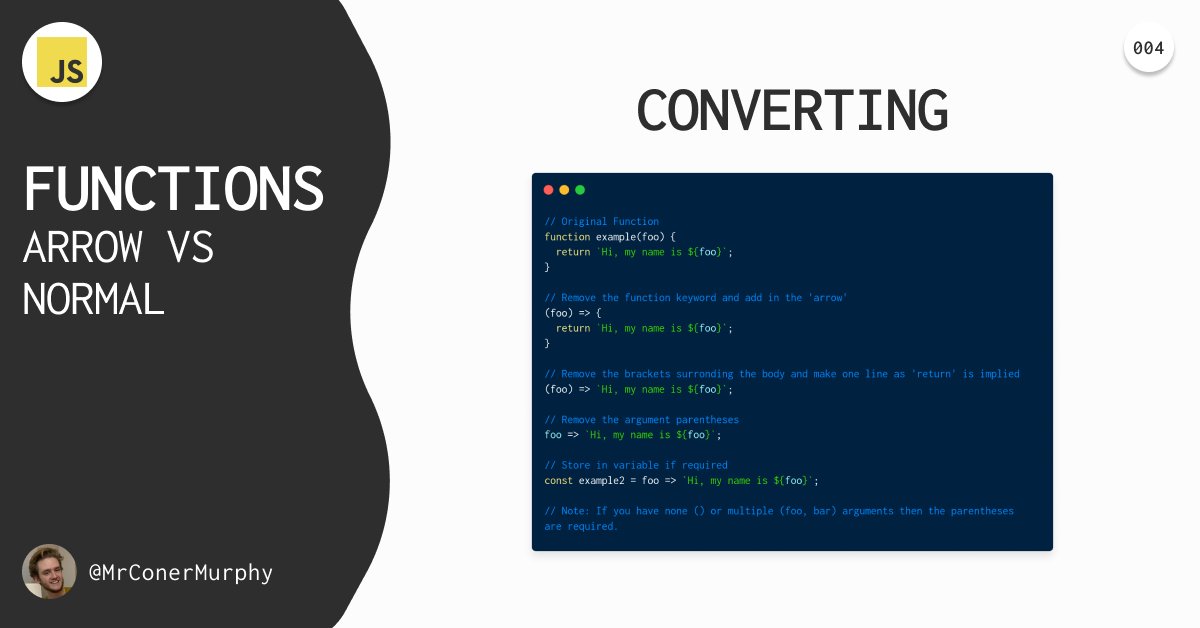 JS
FUNCTIONS
ARROW VS
NORMAL
@MrConerMurphy
004
CONVERTING
// Original Function
function example(foo) {
  return `Hi, my name is ${foo}`;
}
// Remove the function keyword and add in the 'arrow'
(foo) => {
  return `Hi, my name is ${foo}`;
}
// Remove the brackets surronding the body and make one line as 'return' is implied
(foo) => `Hi, my name is ${foo}`;
// Remove the argument parentheses
foo => `Hi, my name is ${foo}`;
// Store in variable if required
const example2 = foo => `Hi, my name is ${foo}`;
// Note: If you have none () or multiple (foo, bar) arguments then the parentheses
are required.